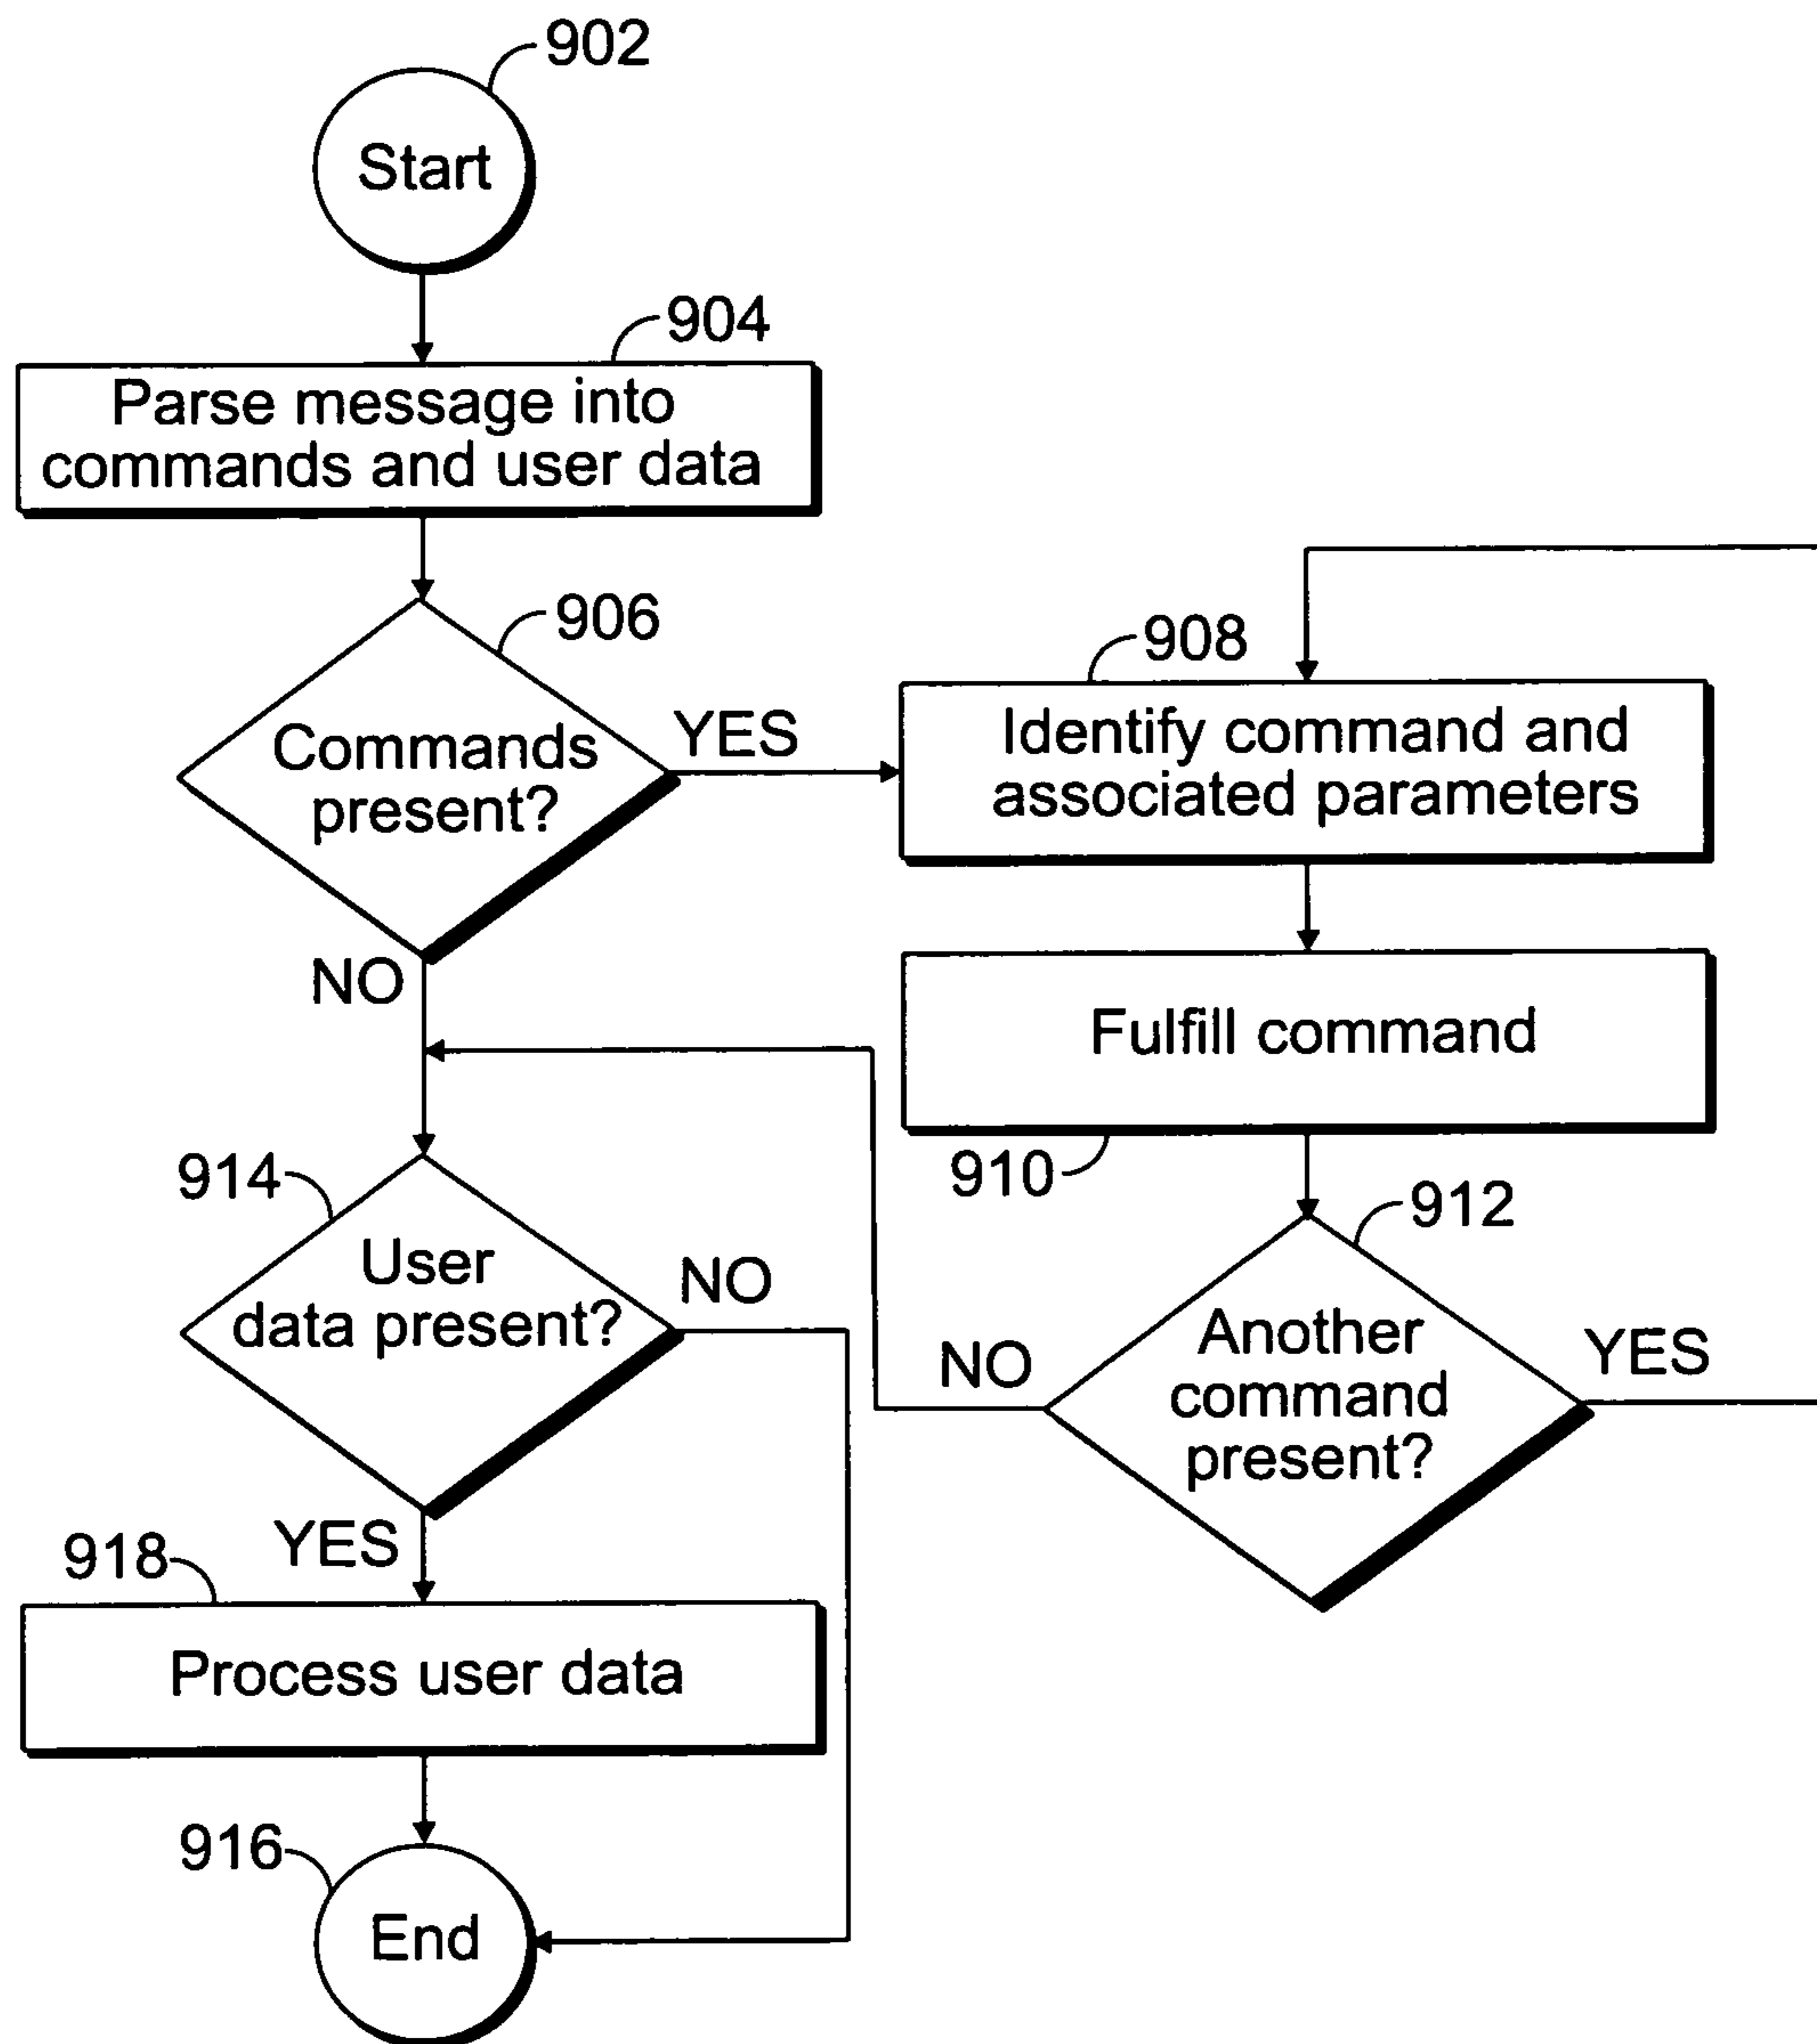 902
Start
904
Parse message into
commands and user data
906
Commands
present?
YES
NO
908
Identify command and
associated parameters
Fulfill command
910
912
Another
command
present?
YES
NO
914
User
data present?
NO
YES
918
Process user data
916
End